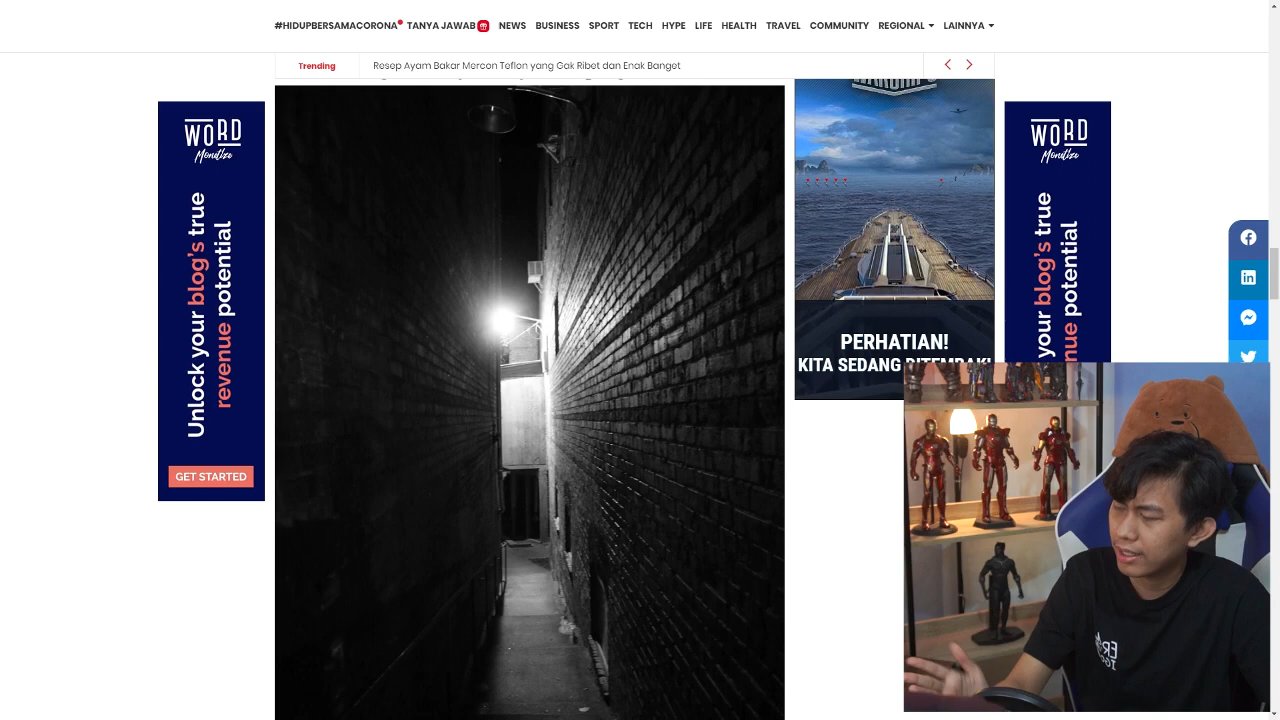 #HIDUPBERSAMACORONA TANYA JAWAB NEWS BUSINESS SPORT TECH HYPE LIFE HEALTH TRAVEL COMMUNITY REGIONAL LAINNYA
Trending
Resep Ayam Bakar Mercon Teflon yang Gak Ribet dan Enak Banget
WORD
Monetize
Unlock your blog's true
revenue potential
GET STARTED
PERHATIAN!
KITA SEDANG DITEMBAK!
WORD
Monetize
your blog's true
potential